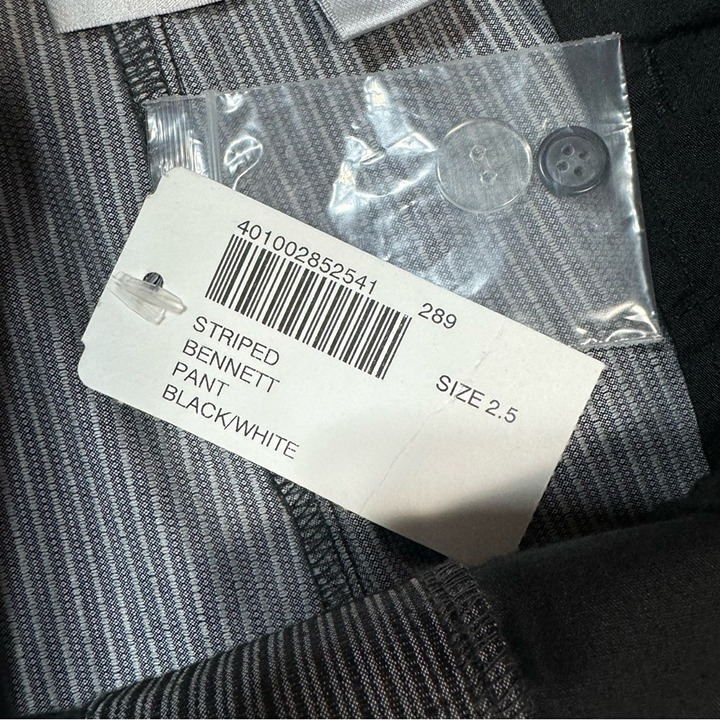 401002852541
289
STRIPED
BENNETT
PANT
BLACK/WHITE
SIZE 2.5